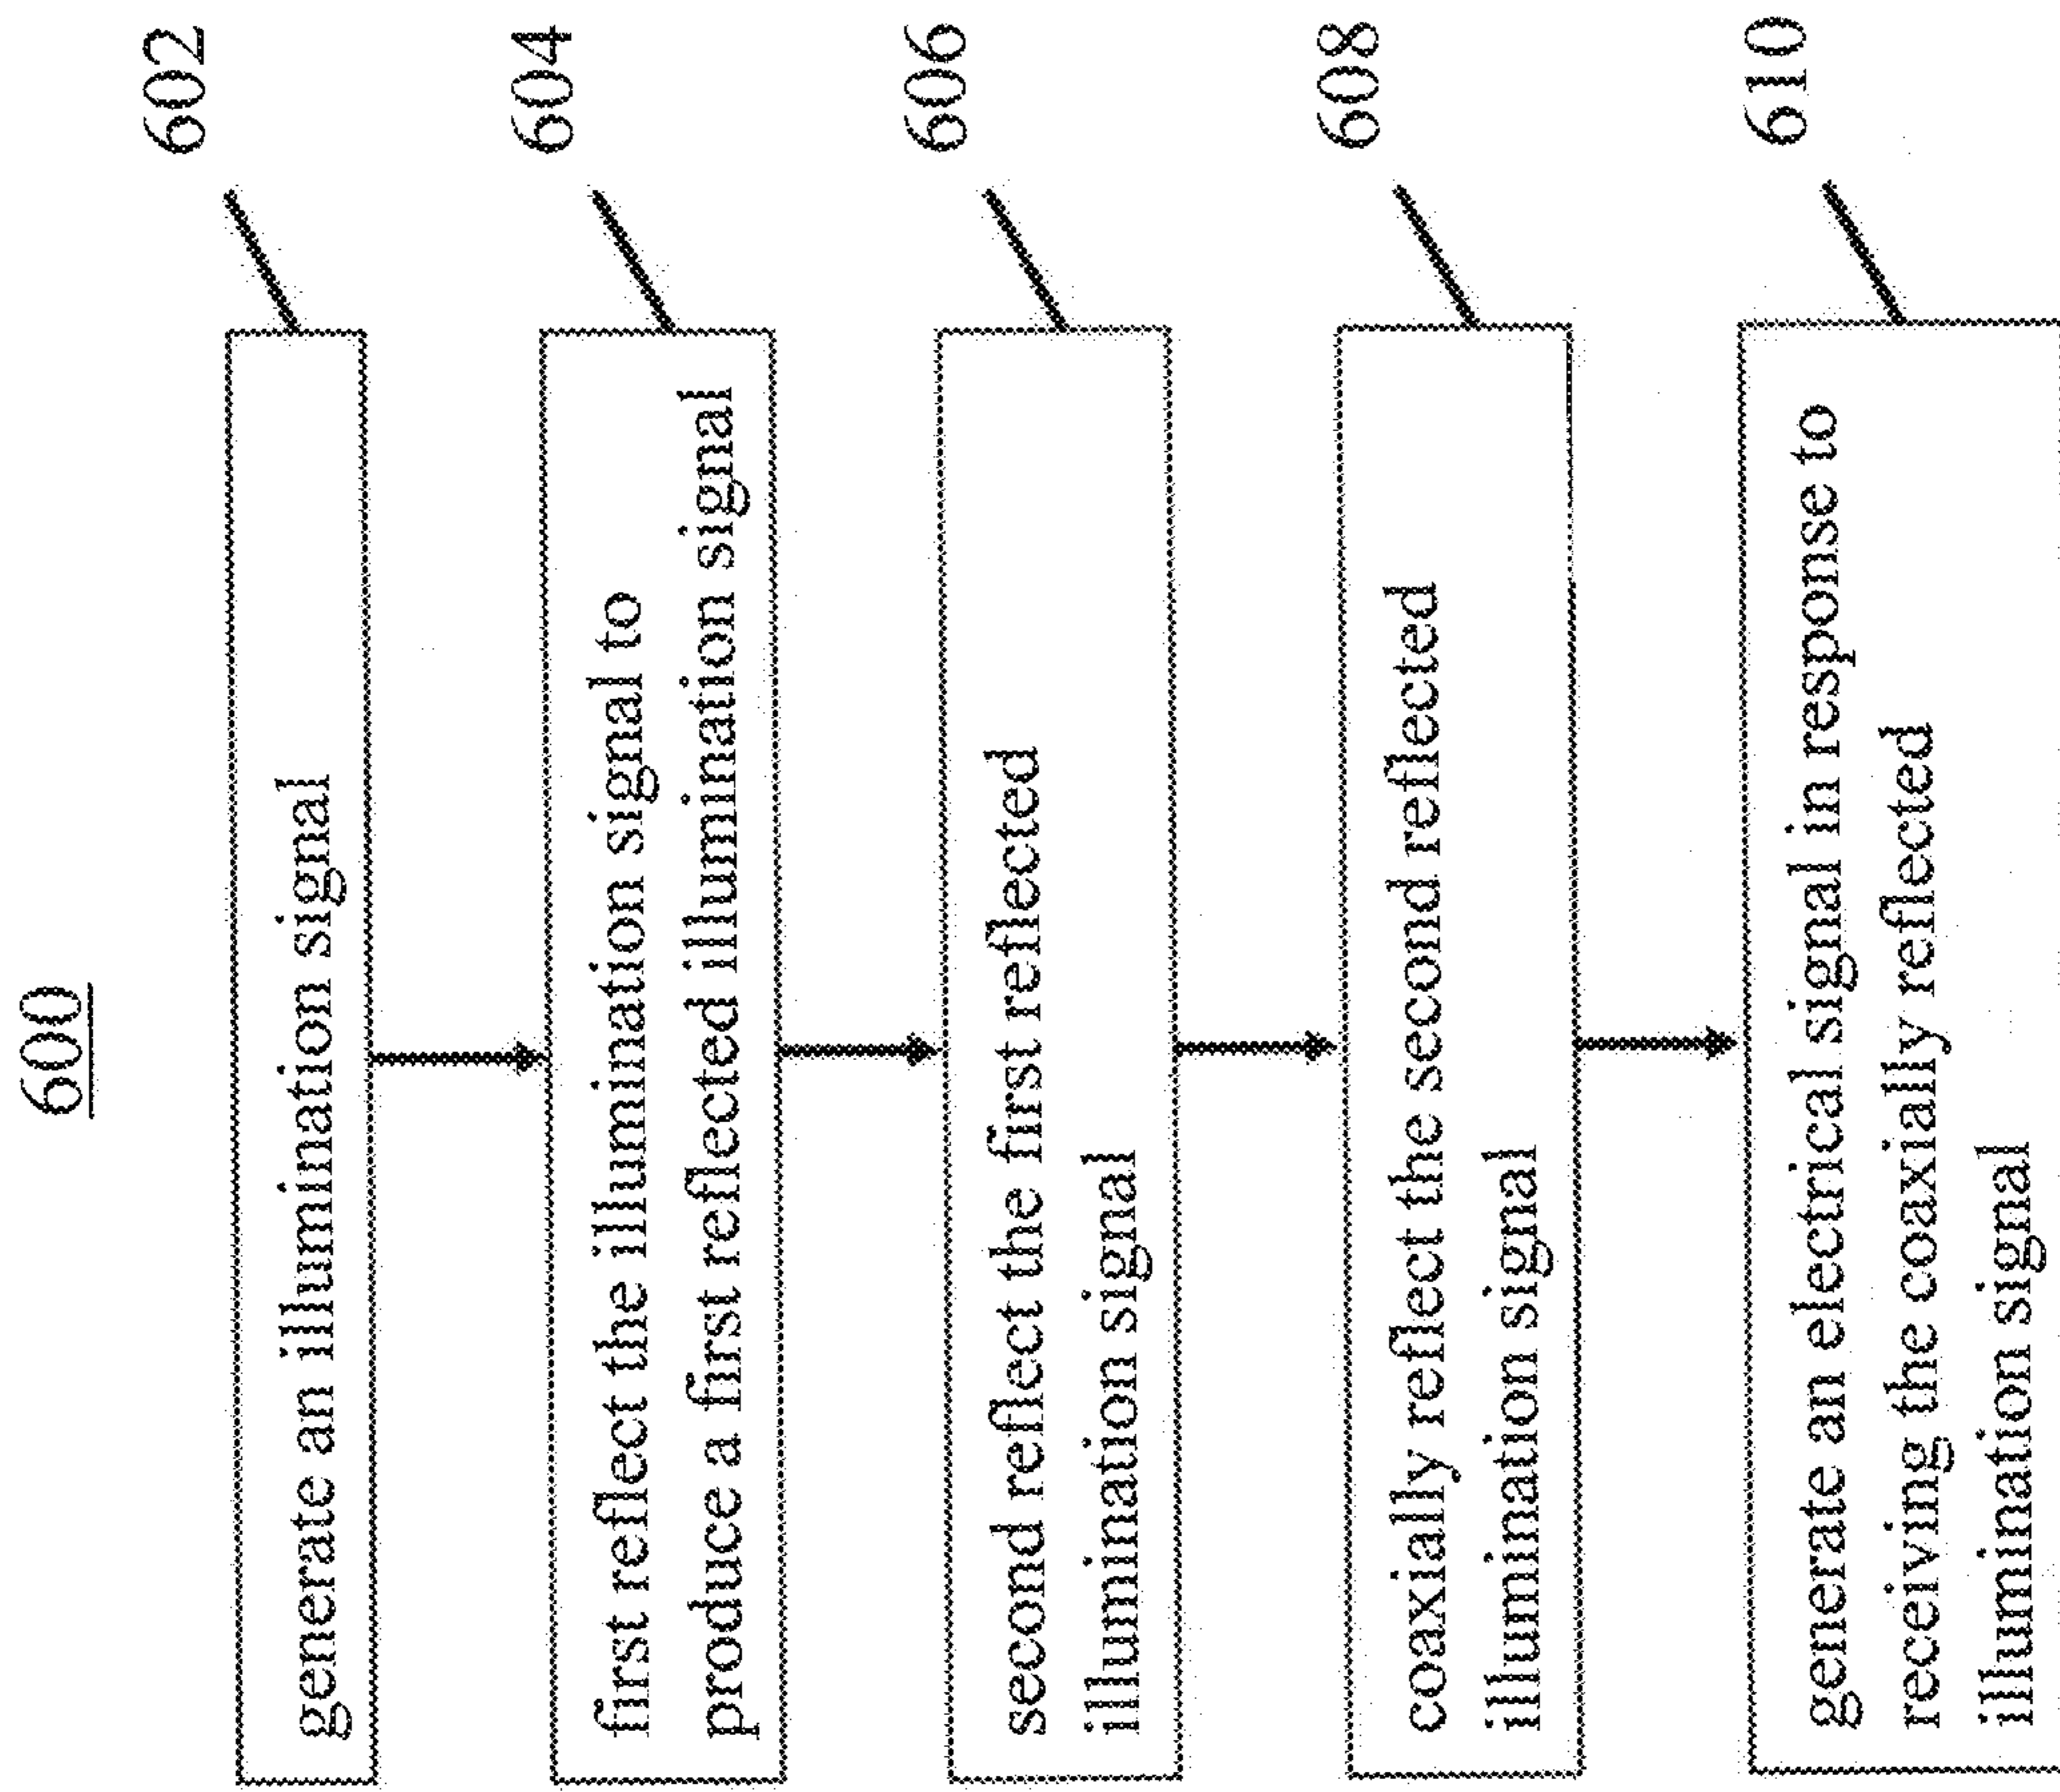 600
generate an illumination signal
602
first reflect the illumination signal to
produce a first reflected illumination signal
604
second reflect the first reflected
illumination signal
606
coaxially reflect the second reflected
illumination signal
608
generate an electrical signal in response to
receiving the coaxially reflected
illumination signal
610